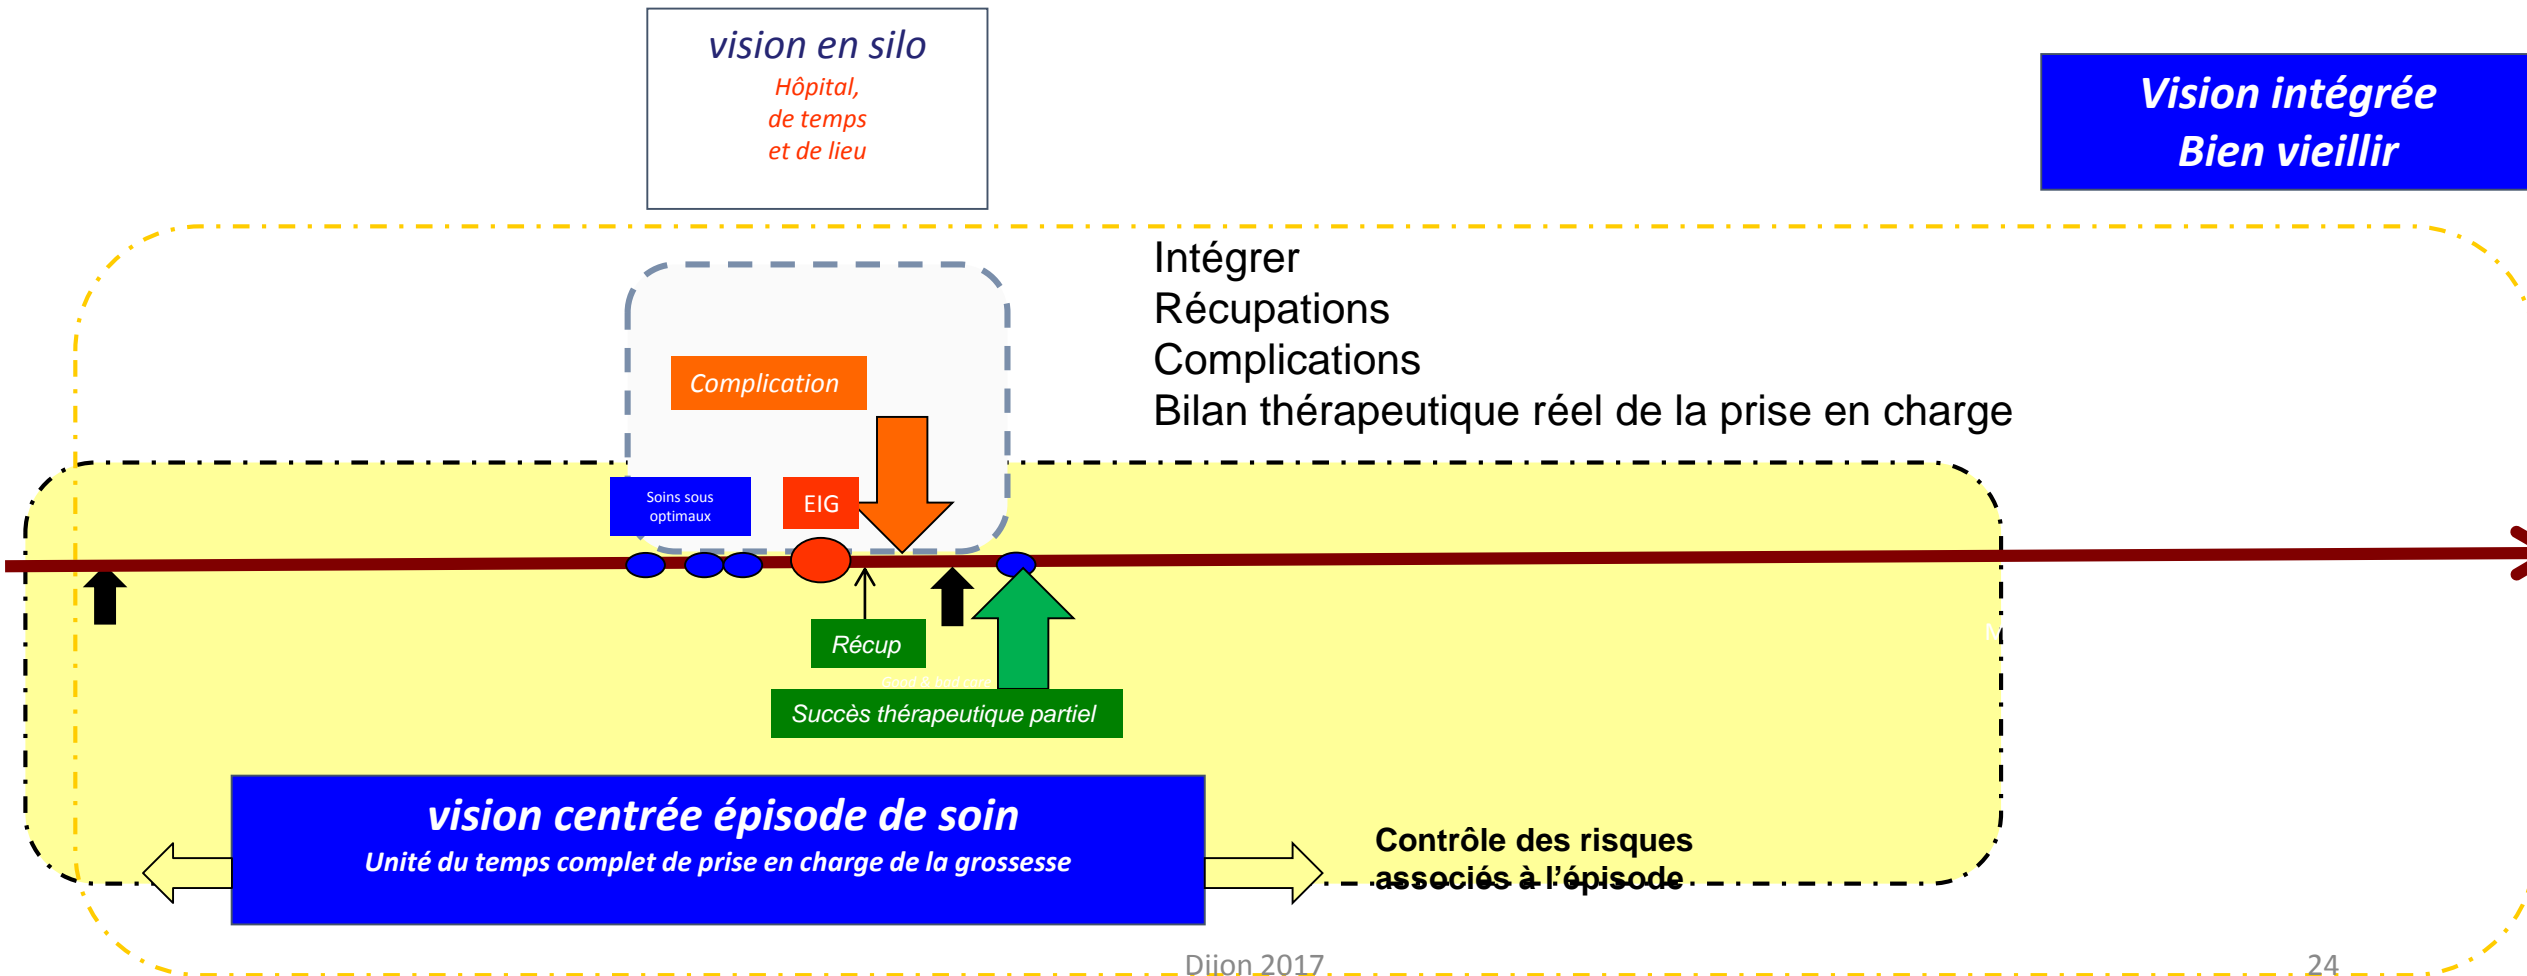 vision en silo
Hôpital,
de temps
et de lieu
Vision intégrée
Bien vieillir
Intégrer
Récupations
Complications
Bilan thérapeutique réel de la prise en charge
Complication
Soins sous
optimaux
EIG
Récup
Good & bad care
Succès thérapeutique partiel
vision centrée épisode de soin
Unité du temps complet de prise en charge de la grossesse
Contrôle des risques
associés à l'épisode
Dijon 2017
24